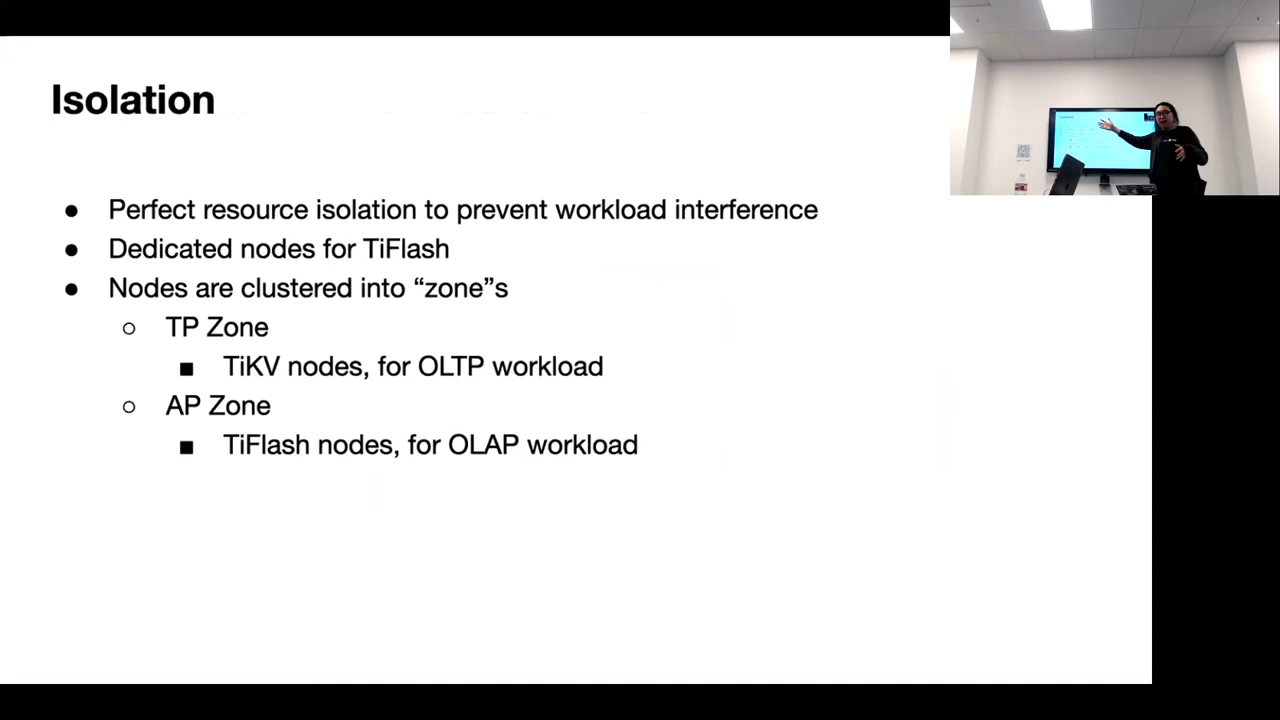 Isolation
● Perfect resource isolation to prevent workload interference
● Dedicated nodes for TiFlash
● Nodes are clustered into “zone”s
○ TP Zone
■ TiKV nodes, for OLTP workload
○ AP Zone
■ TiFlash nodes, for OLAP workload